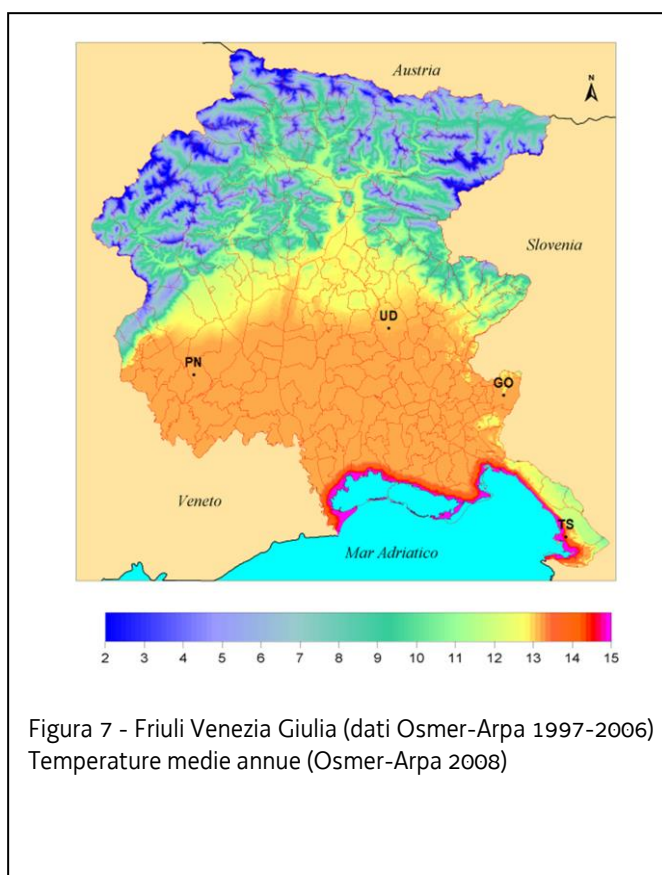 Austria
N
Slovenia
UD
PN
GO
Veneto
TS
Mar Adriatico
2 3 4 5 6 7 8 9 10 11 12 13 14 15
Figura 7 - Friuli Venezia Giulia (dati Osmer-Arpa 1997-2006)
Temperature medie annue (Osmer-Arpa 2008)